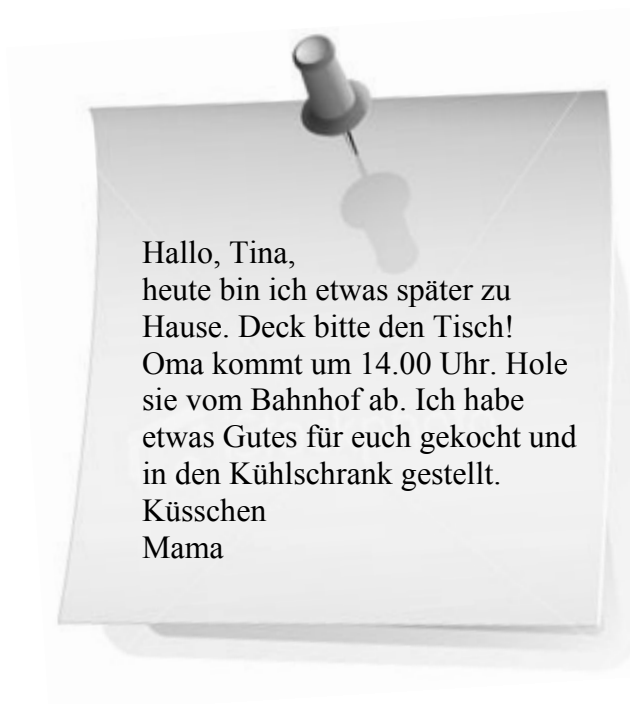 Hallo, Tina,
heute bin ich etwas später zu
Hause. Deck bitte den Tisch!
Oma kommt um 14.00 Uhr. Hole
sie vom Bahnhof ab. Ich habe
etwas Gutes für euch gekocht und
in den Kühlschrank gestellt.
Küsschen
Mama